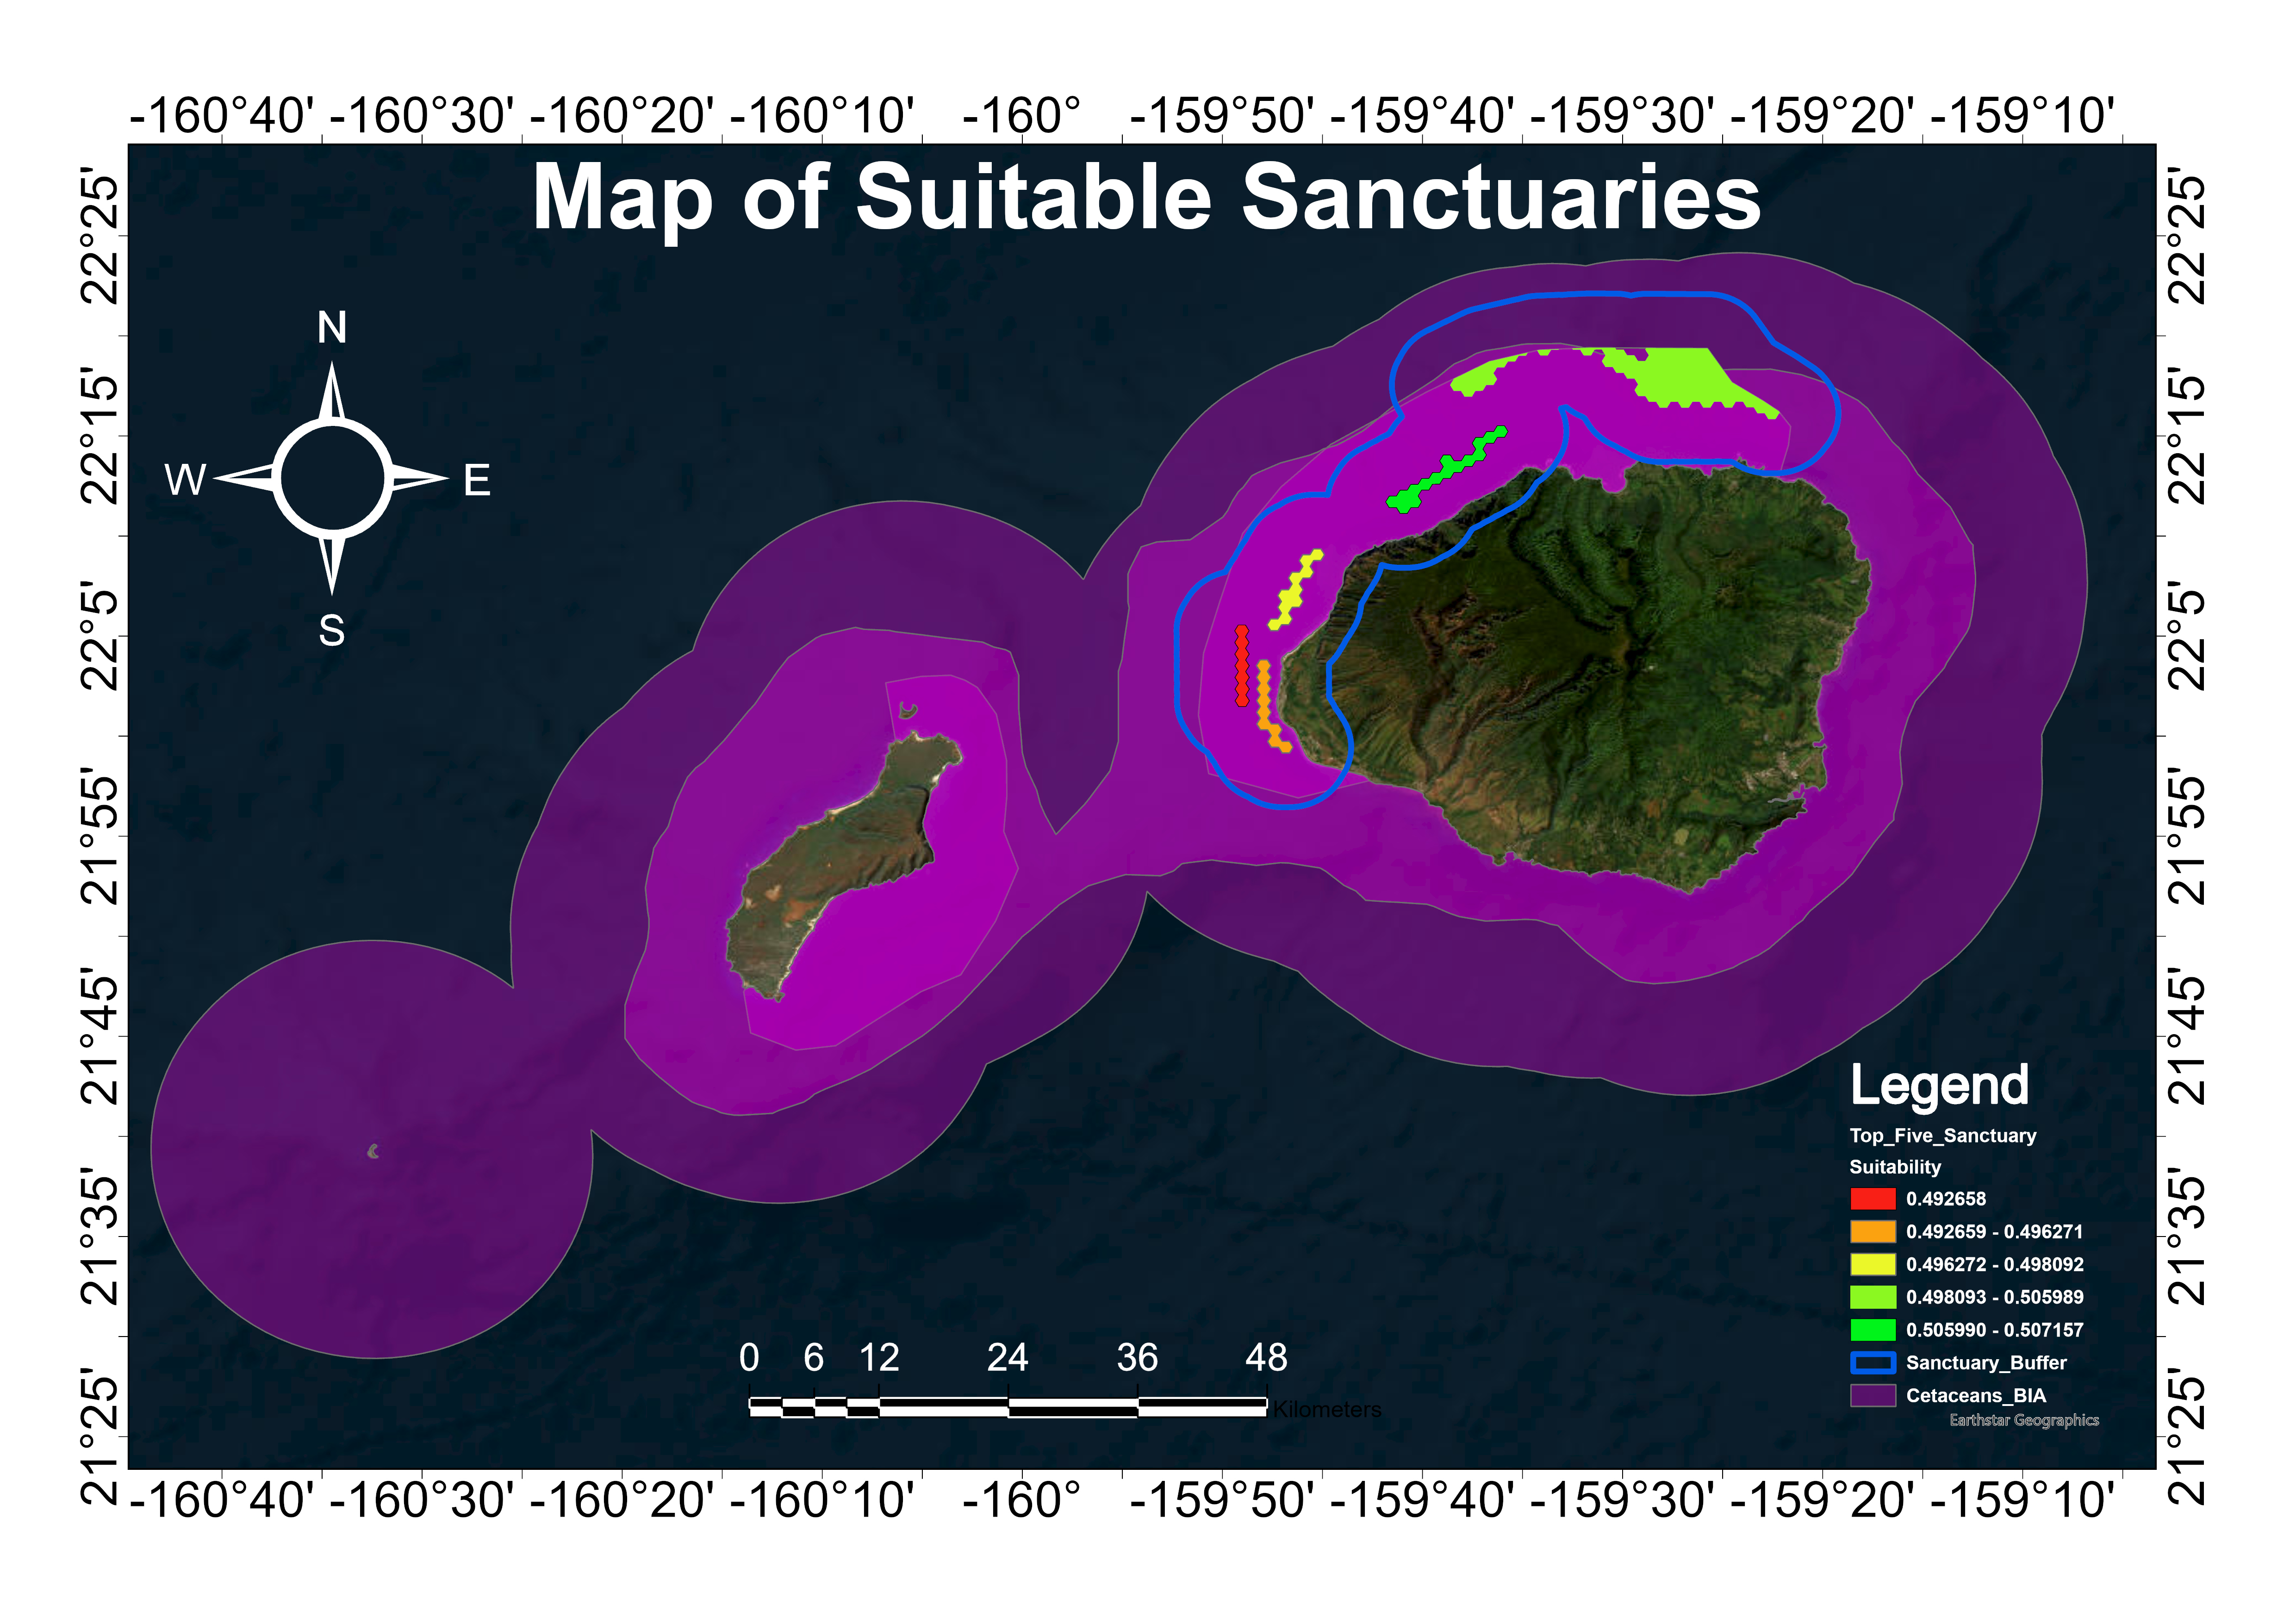 -160°40' -160°30' -160°20' -160°10' -160° -159°50' -159°40' -159°30' -159°20' -159°10'
Map of Suitable Sanctuaries
22°25' 22°25'
N
22°15' 22°15'
W E
S
22°5' 22°5'
21°55' 21°55'
21°45' 21°45'
Legend
Top_Five_Sanctuary
Suitability
21°35' 21°35'
0.492658
0.492659 - 0.496271
0.496272 - 0.498092
0.498093 - 0.505989
0.505990 - 0.507157
Sanctuary_Buffer
Cetaceans_BIA
Earthstar Geographics
0 6 12 24 36 48
Kilometers
21°25' 21°25'
-160°40' -160°30' -160°20' -160°10' -160° -159°50' -159°40' -159°30' -159°20' -159°10'